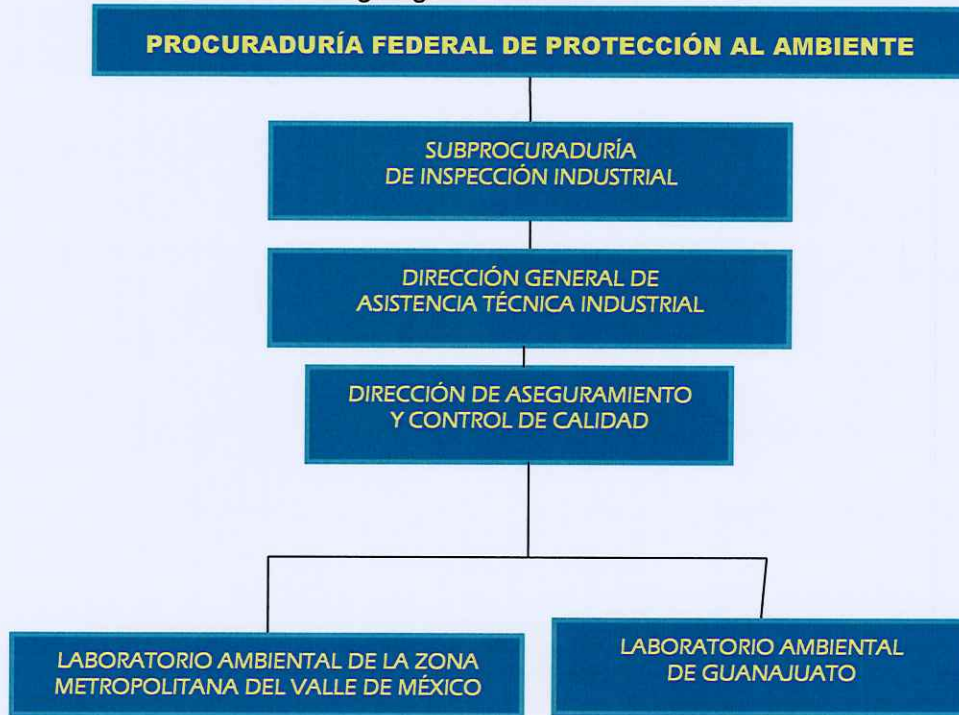 PROCURADURÍA FEDERAL DE PROTECCIÓN AL AMBIENTE
SUBPROCURADURÍA
DE INSPECCIÓN INDUSTRIAL
DIRECCIÓN GENERAL DE
ASISTENCIA TÉCNICA INDUSTRIAL
DIRECCIÓN DE ASEGURAMIENTO
Y CONTROL DE CALIDAD
LABORATORIO AMBIENTAL DE LA ZONA
METROPOLITANA DEL VALLE DE MÉXICO
LABORATORIO AMBIENTAL
DE GUANAJUATO